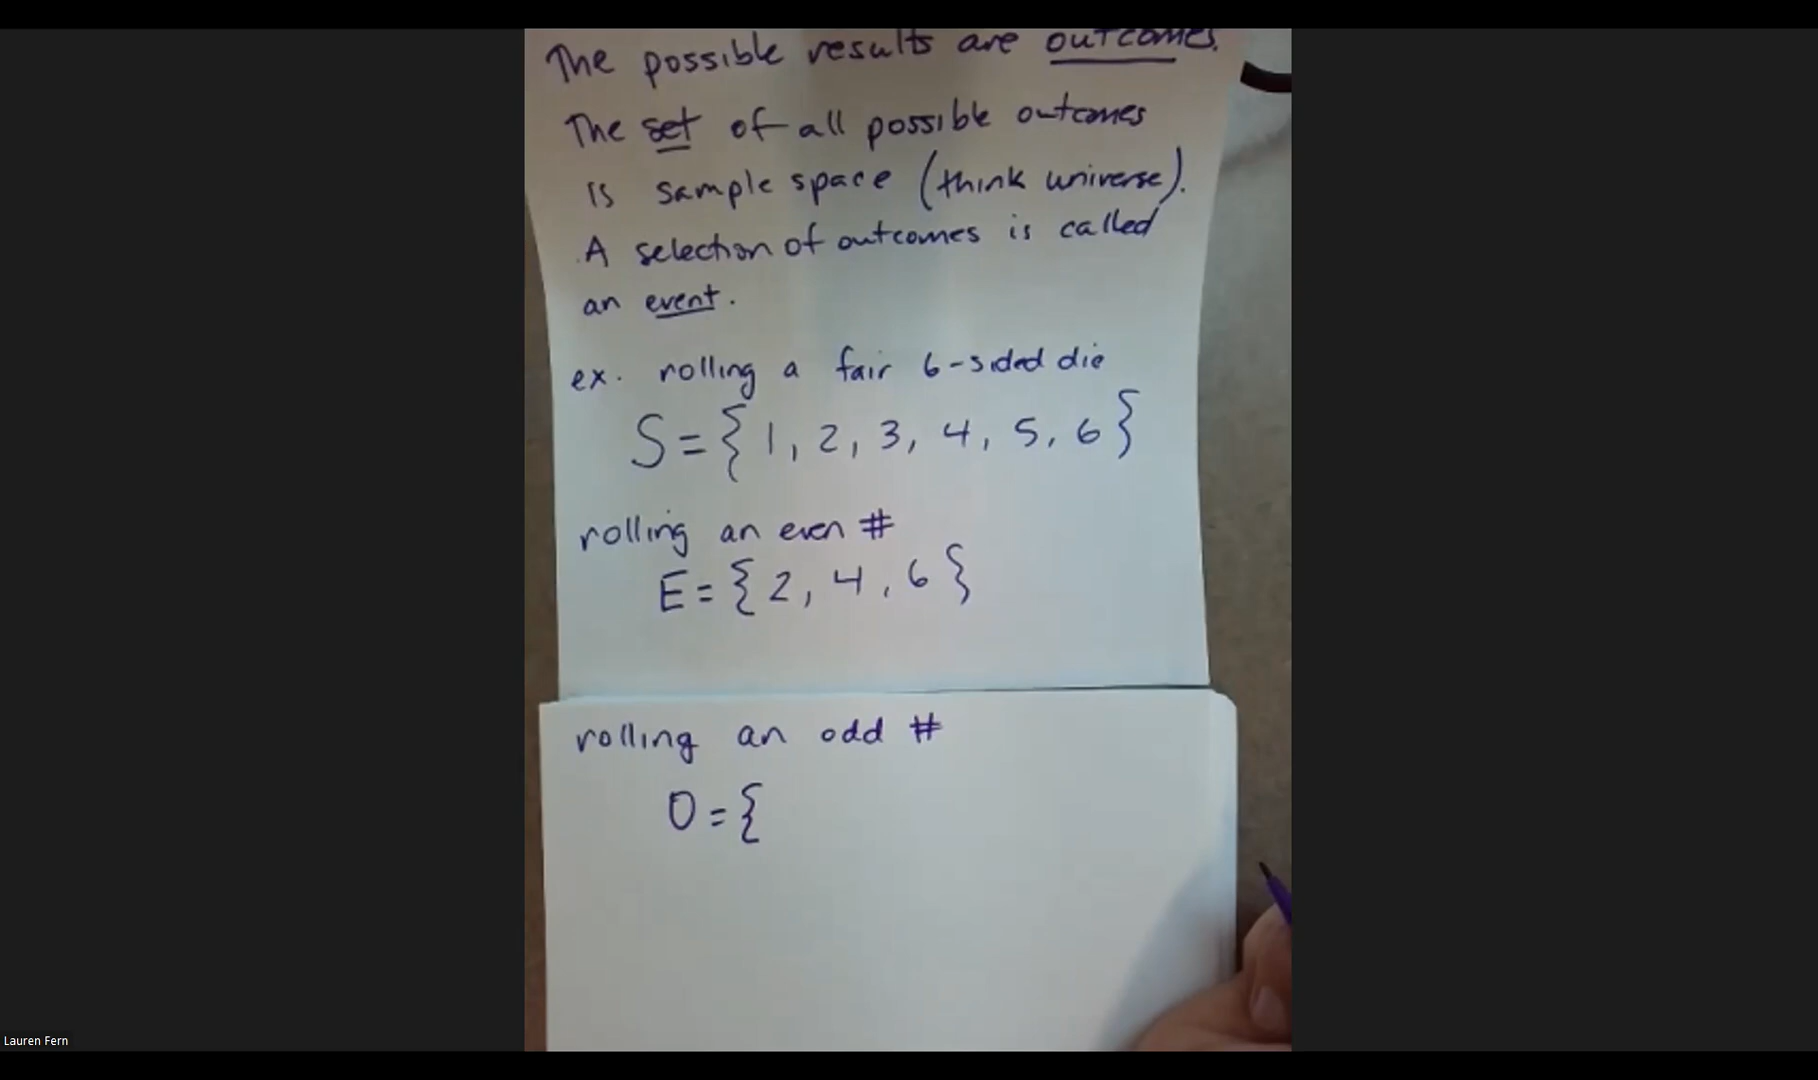 The possible results are outcomes.
The set of all possible outcomes
is sample space (think universe).
A selection of outcomes is called
an event.
ex. rolling a fair 6-sided die
S = { 1, 2, 3, 4, 5, 6 }
rolling an even #
E = { 2, 4, 6 }
rolling an odd #
O = {
Lauren Fern